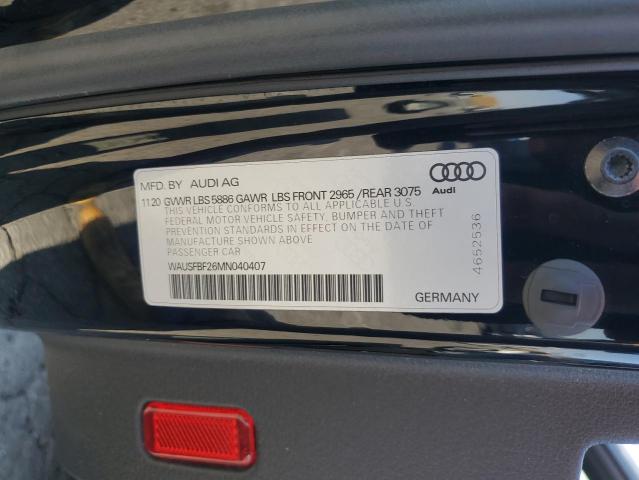 MFD. BY AUDI AG
11 20 GVWR LBS 5886 GAWR LBS FRONT 2965 /REAR 3075
THIS VEHICLE CONFORMS TO ALL APPLICABLE U.S.
FEDERAL MOTOR VEHICLE SAFETY, BUMPER AND THEFT
PREVENTION STANDARDS IN EFFECT ON THE DATE OF
MANUFACTURE SHOWN ABOVE
PASSENGER CAR
WAUSFBF26MN040407
Audi
4652536
GERMANY